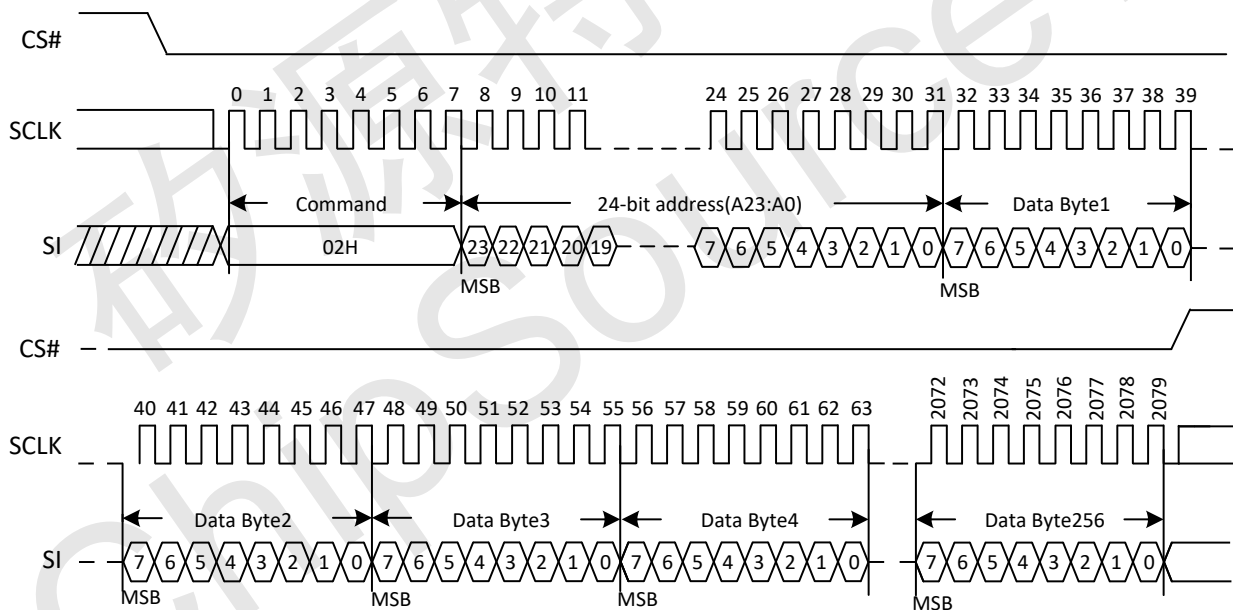 CS#
0 1 2 3 4 5 6 7 8 9 10 11 24 25 26 27 28 29 30 31 32 33 34 35 36 37 38 39
SCLK
Command 24-bit address(A23:A0) Data Byte1
SI 02H 23 22 21 20 19 7 6 5 4 3 2 1 0 7 6 5 4 3 2 1 0
MSB MSB
CS#
40 41 42 43 44 45 46 47 48 49 50 51 52 53 54 55 56 57 58 59 60 61 62 63 2072 2073 2074 2075 2076 2077 2078 2079
SCLK
Data Byte2 Data Byte3 Data Byte4 Data Byte256
SI 7 6 5 4 3 2 1 0 7 6 5 4 3 2 1 0 7 6 5 4 3 2 1 0 7 6 5 4 3 2 1 0
MSB MSB MSB MSB
矽源特
ChipSource